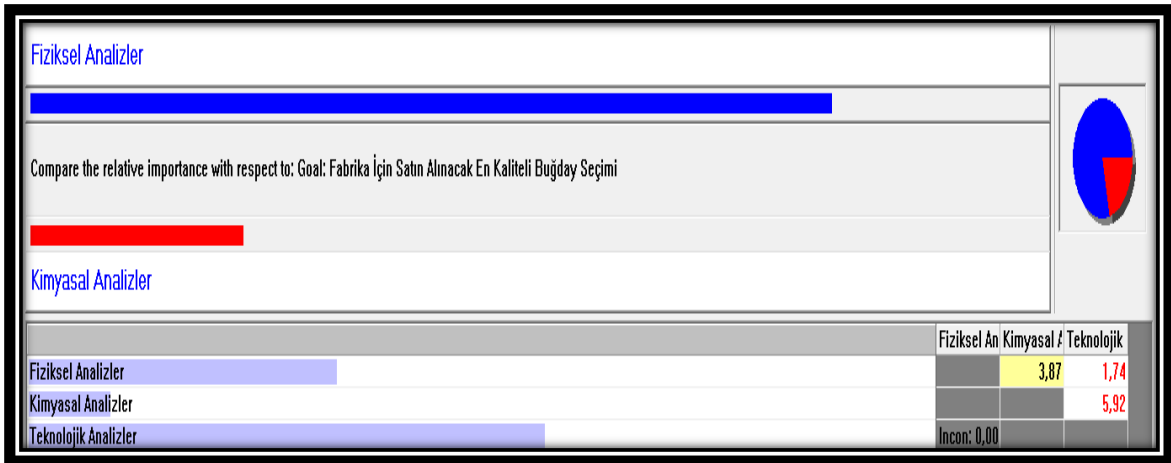 Fiziksel Analizler
Compare the relative importance with respect to: Goal: Fabrika İçin Satın Alınacak En Kaliteli Buğday Seçimi
Kimyasal Analizler
Fiziksel An Kimyasal A Teknolojik
Fiziksel Analizler 3,87 1,74
Kimyasal Analizler 5,92
Teknolojik Analizler Incon: 0,00